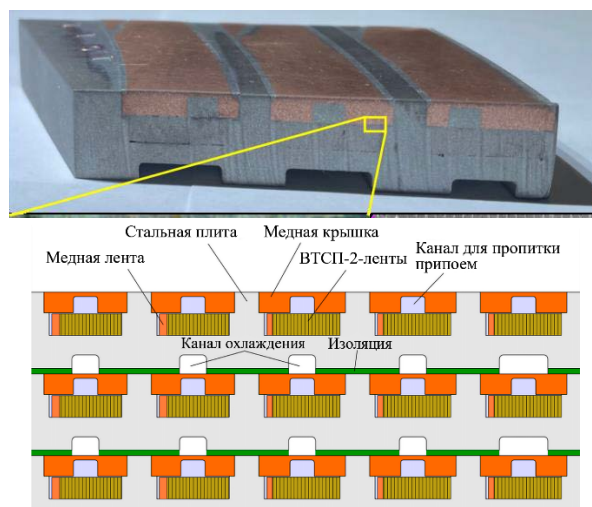 Стальная плита
Медная крышка
Медная лента
ВТСП-2-ленты
Канал для пропитки
припоем
Канал охлаждения
Изоляция